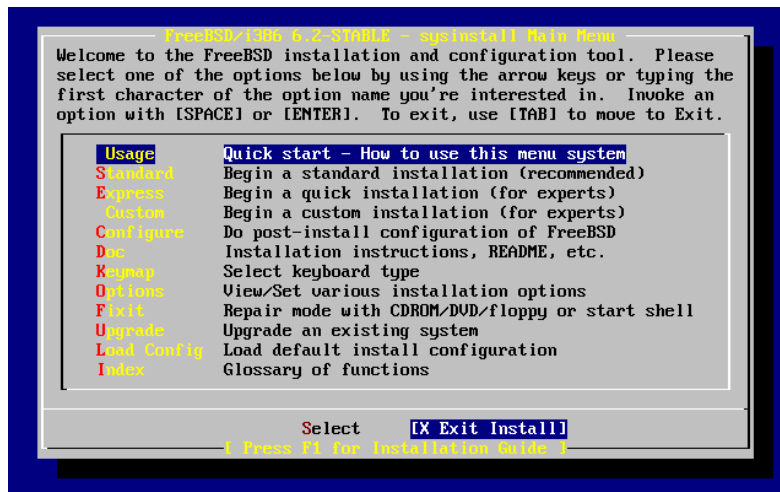 FreeBSD/i386 6.2-STABLE - sysinstall Main Menu
Welcome to the FreeBSD installation and configuration tool.  Please
select one of the options below by using the arrow keys or typing the
first character of the option name you're interested in.  Invoke an
option with [SPACE] or [ENTER].  To exit, use [TAB] to move to Exit.
Usage Quick start - How to use this menu system
Standard Begin a standard installation (recommended)
Express Begin a quick installation (for experts)
Custom Begin a custom installation (for experts)
Configure Do post-install configuration of FreeBSD
Doc Installation instructions, README, etc.
Keymap Select keyboard type
Options View/Set various installation options
Fixit Repair mode with CDROM/DVD/floppy or start shell
Upgrade Upgrade an existing system
Load Config Load default install configuration
Index Glossary of functions
Select [X Exit Install]
[ Press F1 for Installation Guide ]